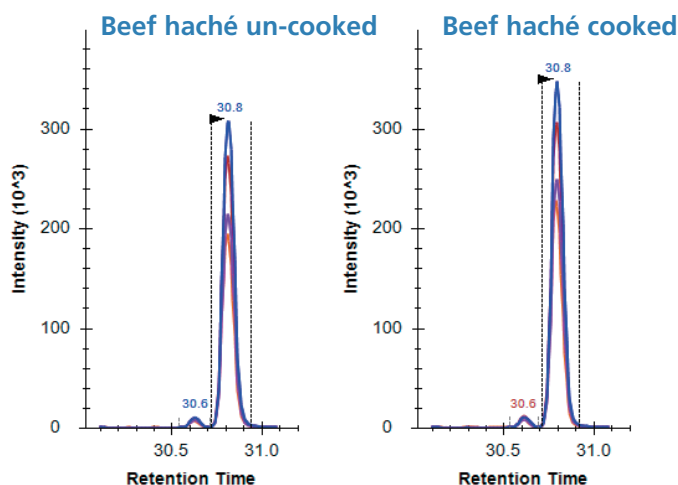 Beef haché un-cooked
30.8
300
200
100
0
Intensity (10^3)
30.6
30.5
31.0
Retention Time
Beef haché cooked
30.8
300
200
100
0
Intensity (10^3)
30.6
30.5
31.0
Retention Time